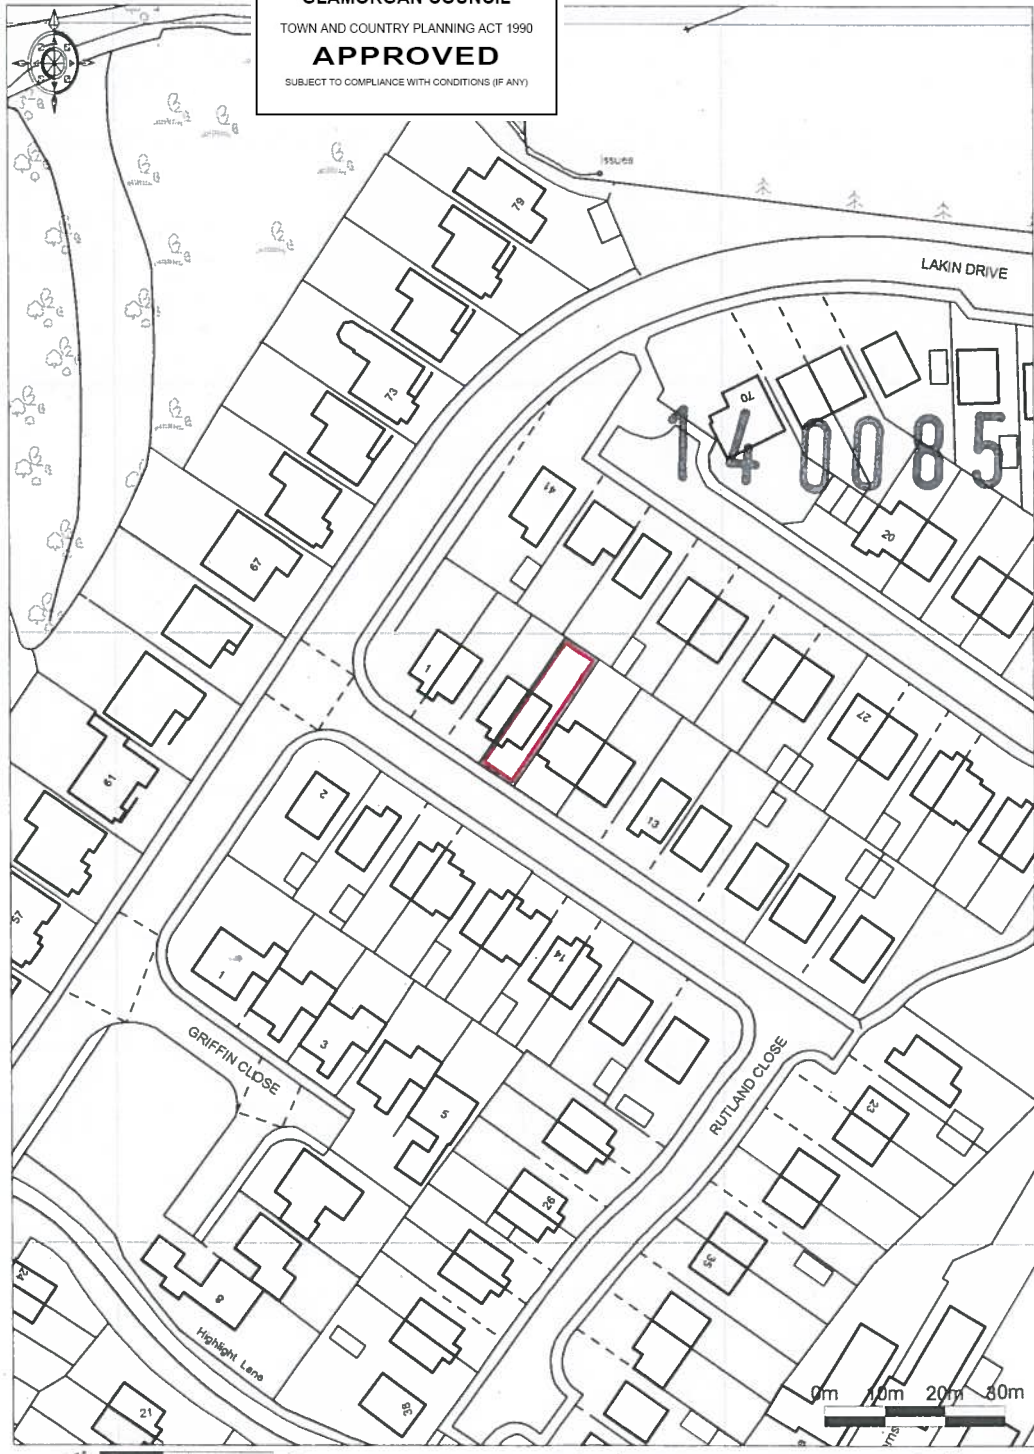 GLAMORGAN COUNCIL
TOWN AND COUNTRY PLANNING ACT 1990
APPROVED
SUBJECT TO COMPLIANCE WITH CONDITIONS (IF ANY)
Issues
79
LAKIN DRIVE
73
70
14 0085
41
20
67
1
27
61
2
13
57
1
14
3
GRIFFIN CLOSE
RUTLAND CLOSE
5
23
26
35
24
8
Highlight Lane
38
21
0m 10m 20m 30m